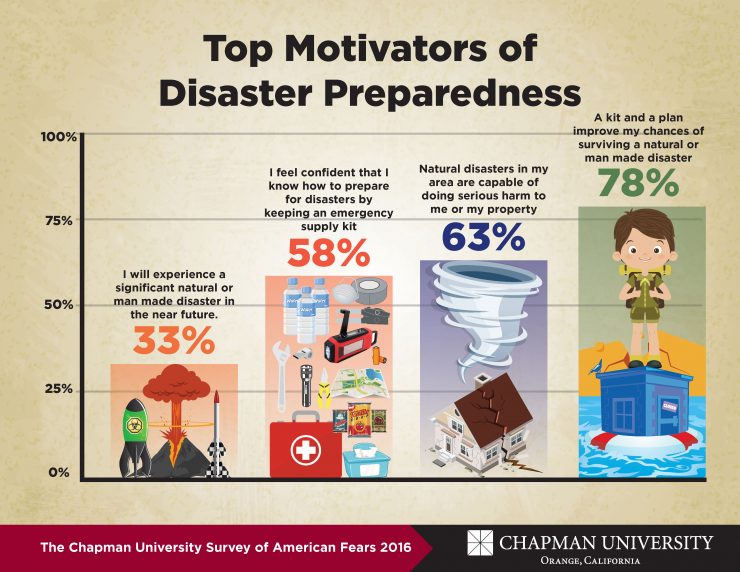 Top Motivators of
Disaster Preparedness
100%
75%
50%
25%
0%
I will experience a
significant natural or
man made disaster in
the near future.
33%
I feel confident that I
know how to prepare
for disasters by
keeping an emergency
supply kit
58%
Natural disasters in my
area are capable of
doing serious harm to
me or my property
63%
A kit and a plan
improve my chances of
surviving a natural or
man made disaster
78%
The Chapman University Survey of American Fears 2016
CHAPMAN UNIVERSITY
ORANGE, CALIFORNIA